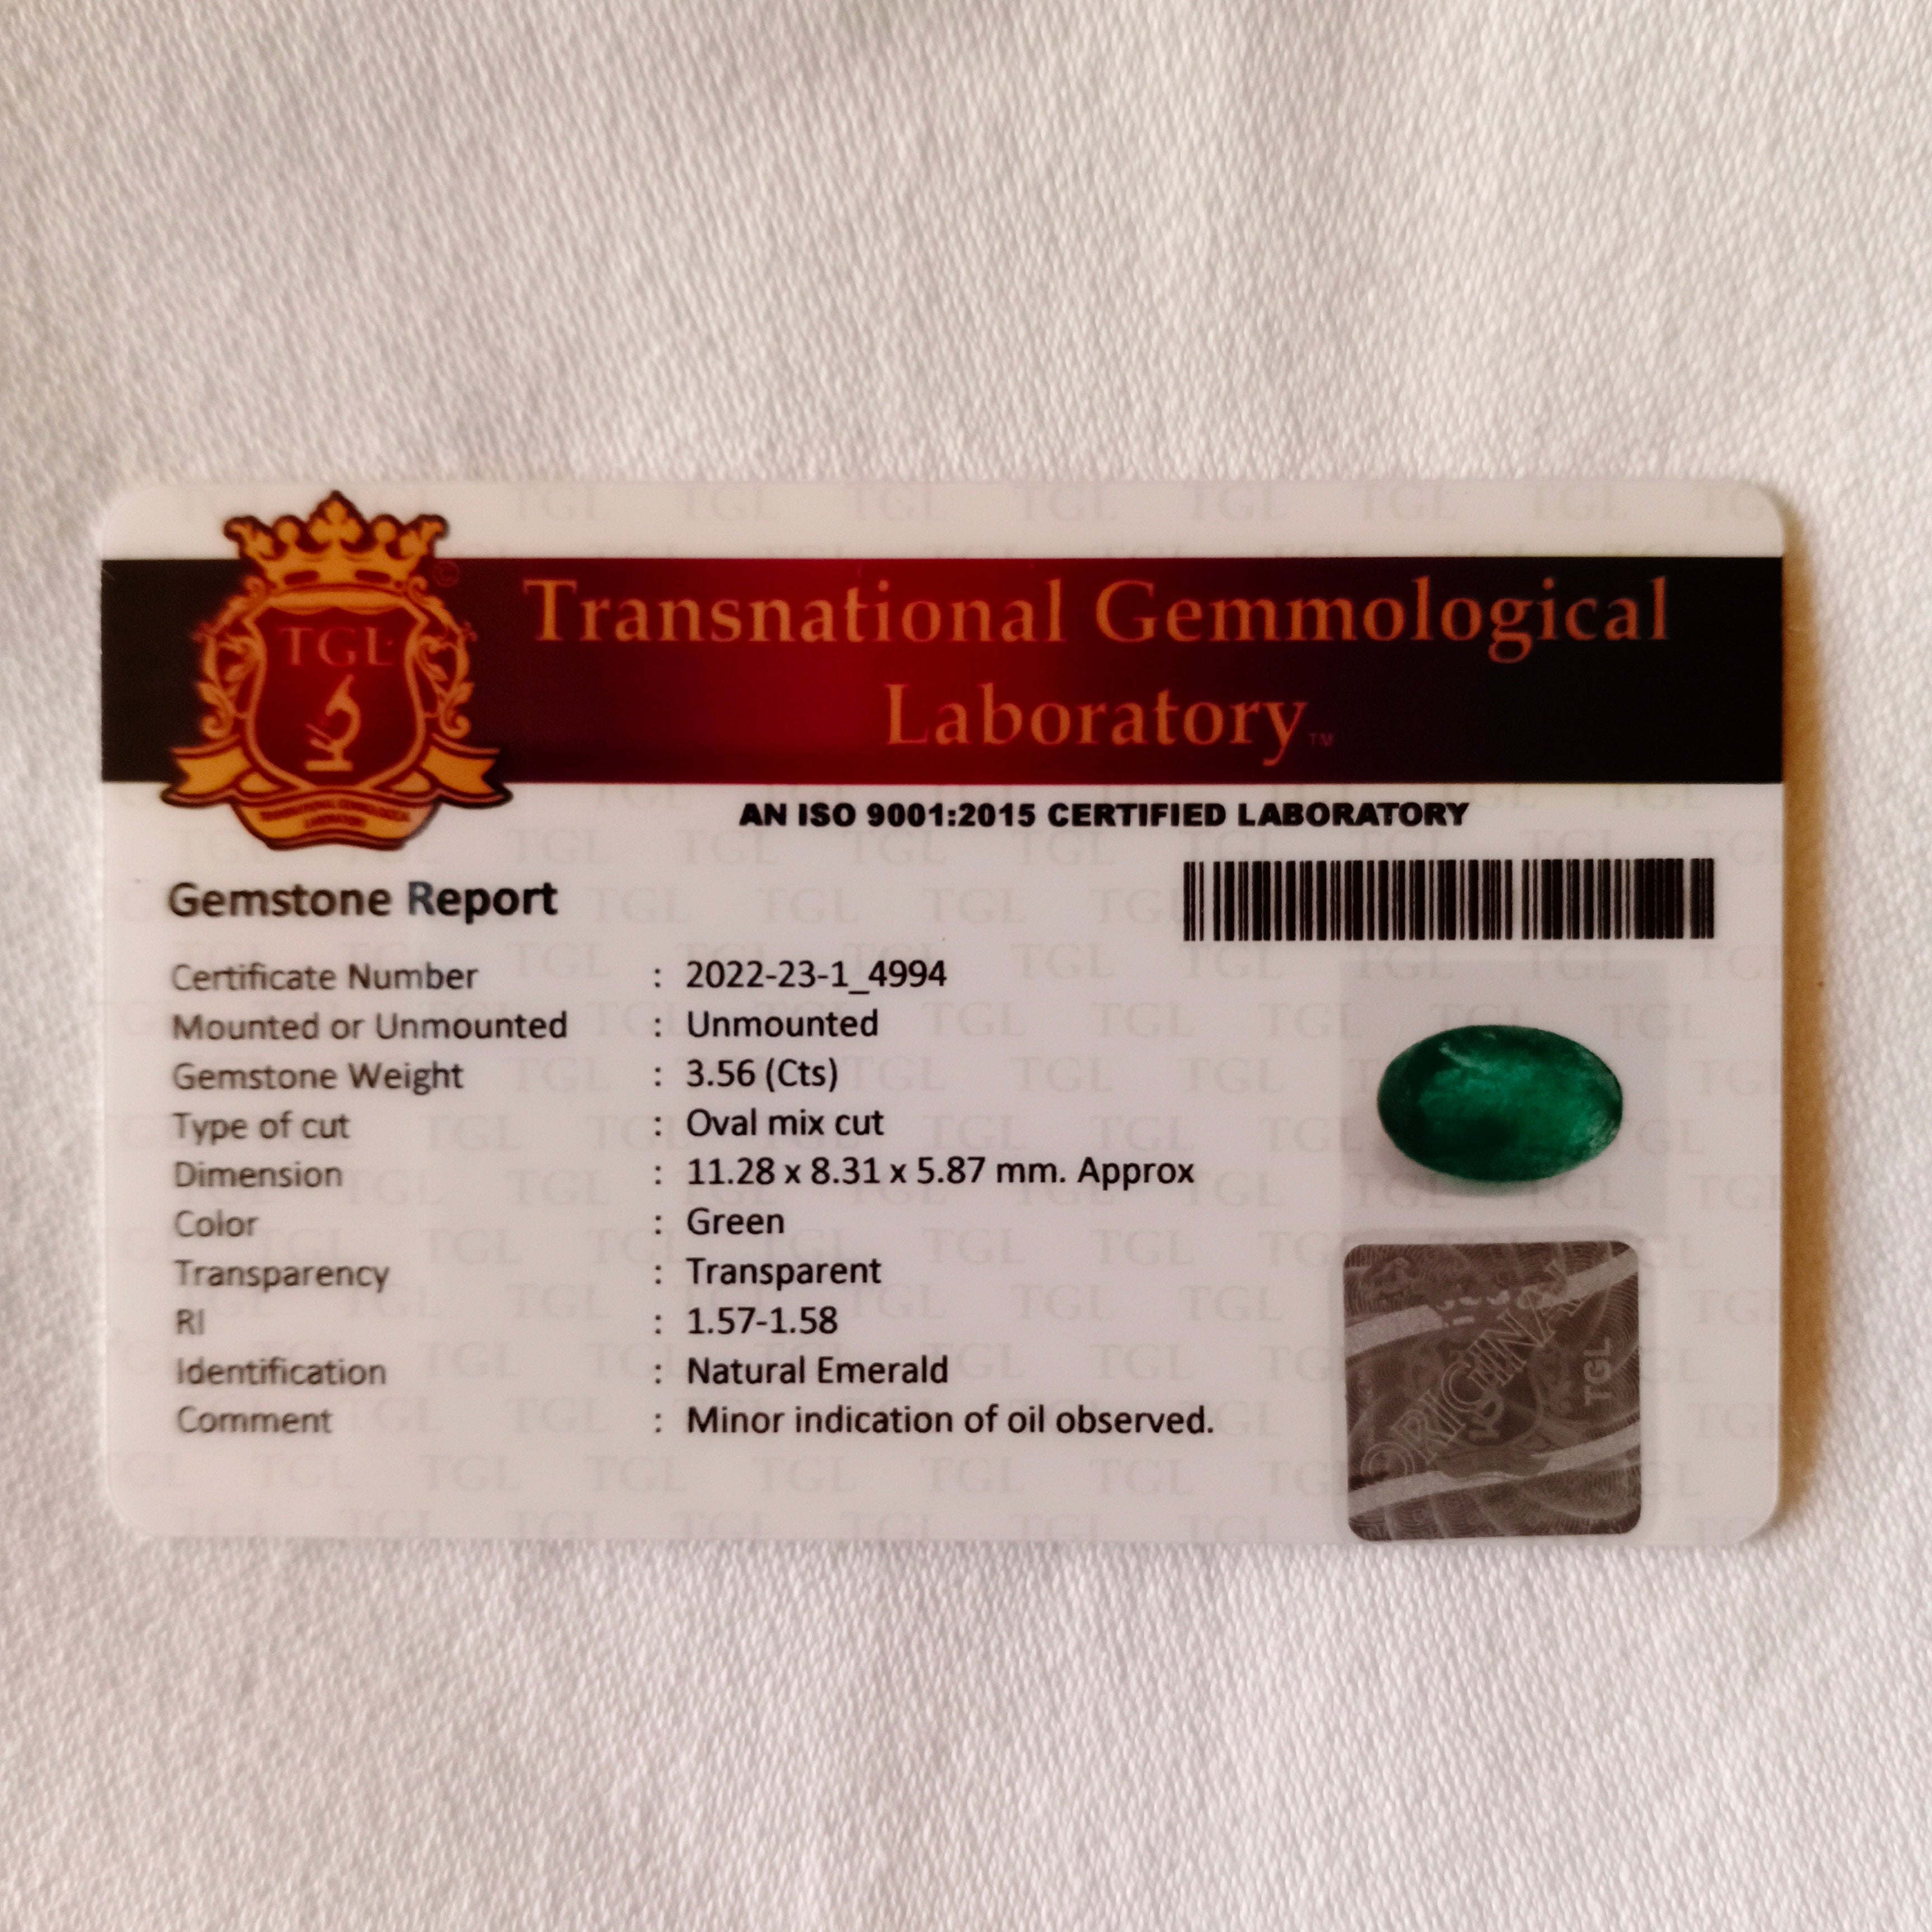 TGL
Transnational Gemmological
Laboratory™
AN ISO 9001:2015 CERTIFIED LABORATORY
Gemstone Report
Certificate Number : 2022-23-1_4994
Mounted or Unmounted : Unmounted
Gemstone Weight : 3.56 (Cts)
Type of cut : Oval mix cut
Dimension : 11.28 x 8.31 x 5.87 mm. Approx
Color : Green
Transparency : Transparent
RI : 1.57-1.58
Identification : Natural Emerald
Comment : Minor indication of oil observed.
ORIGINAL
TGL